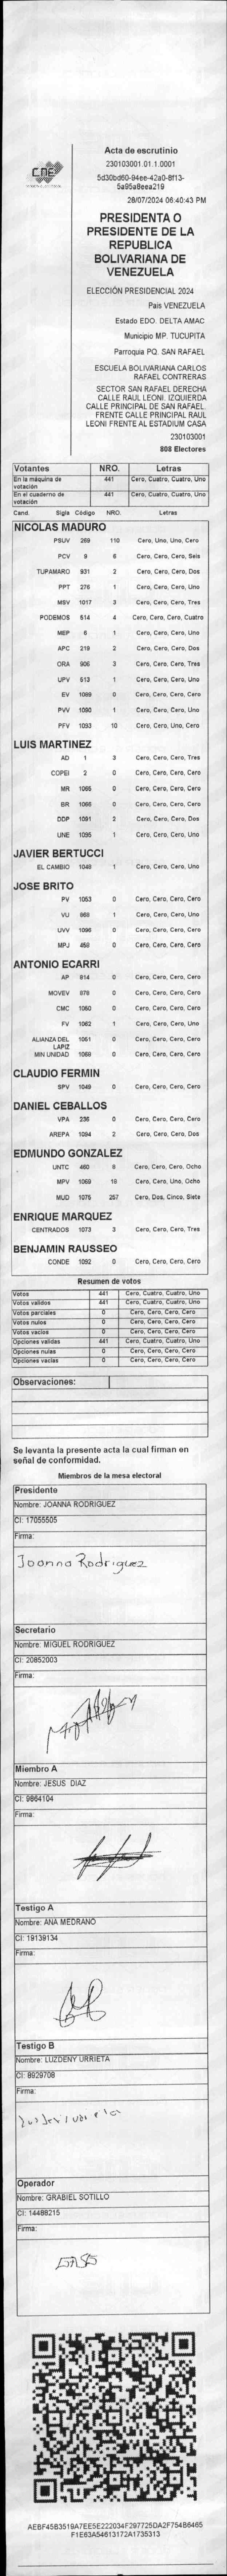 CNE
Acta de escrutinio
230103001.01.1.0001
5d30bd60-94ee-42a0-8f13-
5a95a8eea219
28/07/2024 06:40:43 PM
PRESIDENTA O
PRESIDENTE DE LA
REPUBLICA
BOLIVARIANA DE
VENEZUELA
ELECCIÓN PRESIDENCIAL 2024
Pais VENEZUELA
Estado EDO. DELTA AMAC
Municipio MP. TUCUPITA
Parroquia PQ. SAN RAFAEL
ESCUELA BOLIVARIANA CARLOS
RAFAEL CONTRERAS
SECTOR SAN RAFAEL DERECHA
CALLE RAUL LEONI. IZQUIERDA
CALLE PRINCIPAL DE SAN RAFAEL.
FRENTE CALLE PRINCIPAL RAUL
LEONI FRENTE AL ESTADIUM CASA
230103001
808 Electores
Votantes NRO. Letras
En la máquina de votación 441 Cero, Cuatro, Cuatro, Uno
En el cuaderno de votación 441 Cero, Cuatro, Cuatro, Uno
Cand. Sigla Código NRO. Letras
NICOLAS MADURO
PSUV 269 110 Cero, Uno, Uno, Cero
PCV 9 6 Cero, Cero, Cero, Seis
TUPAMARO 931 2 Cero, Cero, Cero, Dos
PPT 276 1 Cero, Cero, Cero, Uno
MSV 1017 3 Cero, Cero, Cero, Tres
PODEMOS 514 4 Cero, Cero, Cero, Cuatro
MEP 6 1 Cero, Cero, Cero, Uno
APC 219 2 Cero, Cero, Cero, Dos
ORA 906 3 Cero, Cero, Cero, Tres
UPV 513 1 Cero, Cero, Cero, Uno
EV 1089 0 Cero, Cero, Cero, Cero
PVV 1090 1 Cero, Cero, Cero, Uno
PFV 1093 10 Cero, Cero, Uno, Cero
LUIS MARTINEZ
AD 1 3 Cero, Cero, Cero, Tres
COPEI 2 0 Cero, Cero, Cero, Cero
MR 1065 0 Cero, Cero, Cero, Cero
BR 1066 0 Cero, Cero, Cero, Cero
DDP 1091 2 Cero, Cero, Cero, Dos
UNE 1095 1 Cero, Cero, Cero, Uno
JAVIER BERTUCCI
EL CAMBIO 1048 1 Cero, Cero, Cero, Uno
JOSE BRITO
PV 1053 0 Cero, Cero, Cero, Cero
VU 868 1 Cero, Cero, Cero, Uno
UVV 1096 0 Cero, Cero, Cero, Cero
MPJ 458 0 Cero, Cero, Cero, Cero
ANTONIO ECARRI
AP 814 0 Cero, Cero, Cero, Cero
MOVEV 878 0 Cero, Cero, Cero, Cero
CMC 1060 0 Cero, Cero, Cero, Cero
FV 1062 1 Cero, Cero, Cero, Uno
ALIANZA DEL LAPIZ 1051 0 Cero, Cero, Cero, Cero
MIN UNIDAD 1068 0 Cero, Cero, Cero, Cero
CLAUDIO FERMIN
SPV 1049 0 Cero, Cero, Cero, Cero
DANIEL CEBALLOS
VPA 236 0 Cero, Cero, Cero, Cero
AREPA 1094 2 Cero, Cero, Cero, Dos
EDMUNDO GONZALEZ
UNTC 460 8 Cero, Cero, Cero, Ocho
MPV 1069 18 Cero, Cero, Uno, Ocho
MUD 1075 257 Cero, Dos, Cinco, Siete
ENRIQUE MARQUEZ
CENTRADOS 1073 3 Cero, Cero, Cero, Tres
BENJAMIN RAUSSEO
CONDE 1092 0 Cero, Cero, Cero, Cero
Resumen de votos
Votos 441 Cero, Cuatro, Cuatro, Uno
Votos validos 441 Cero, Cuatro, Cuatro, Uno
Votos parciales 0 Cero, Cero, Cero, Cero
Votos nulos 0 Cero, Cero, Cero, Cero
Votos vacios 0 Cero, Cero, Cero, Cero
Opciones validas 441 Cero, Cuatro, Cuatro, Uno
Opciones nulas 0 Cero, Cero, Cero, Cero
Opciones vacias 0 Cero, Cero, Cero, Cero
Observaciones:
Se levanta la presente acta la cual firman en
señal de conformidad.
Miembros de la mesa electoral
Presidente
Nombre: JOANNA RODRIGUEZ
CI: 17055505
Firma:
Joanna Rodriguez
Secretario
Nombre: MIGUEL RODRIGUEZ
CI: 20852003
Firma:
Miembro A
Nombre: JESUS DIAZ
CI: 9864104
Firma:
Testigo A
Nombre: ANA MEDRANO
CI: 19139134
Firma:
Testigo B
Nombre: LUZDENY URRIETA
CI: 8929708
Firma:
Operador
Nombre: GRABIEL SOTILLO
CI: 14488215
Firma:
AEBF45B3519A7EE5E222034F297725DA2F754B6465
F1E63A54613172A1735313